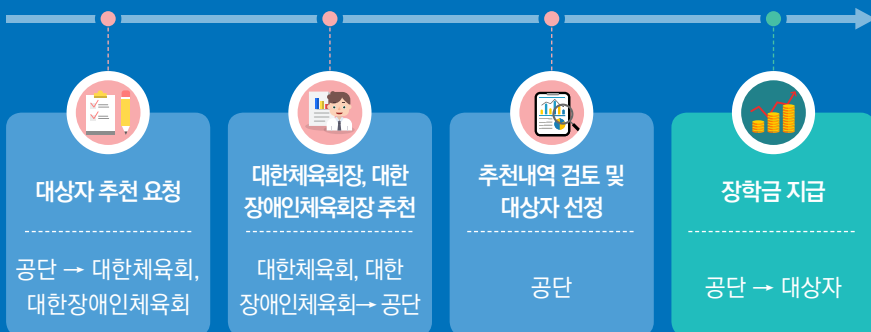 대상자 추천 요청
공단 → 대한체육회,
대한장애인체육회
대한체육회장, 대한
장애인체육회장 추천
대한체육회, 대한
장애인체육회→ 공단
추천내역 검토 및
대상자 선정
공단
장학금 지급
공단 → 대상자